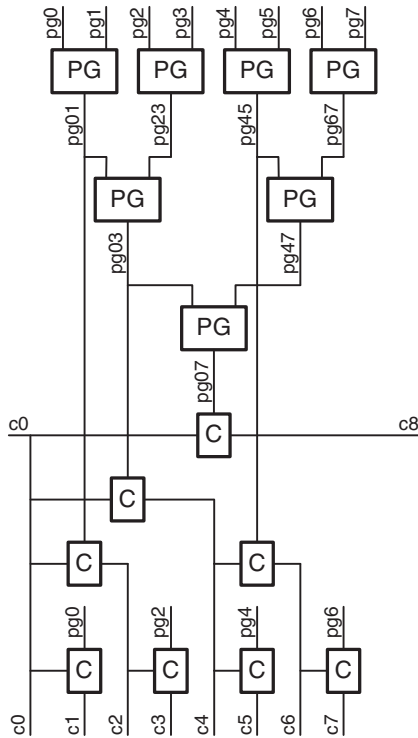 pg0 pg1 pg2 pg3 pg4 pg5 pg6 pg7
PG PG PG PG
pg01 pg23 pg45 pg67
PG PG
pg03 pg47
PG
pg07
c0 C c8
C
C C
pg0 pg2 pg4 pg6
C C C C
c0 c1 c2 c3 c4 c5 c6 c7